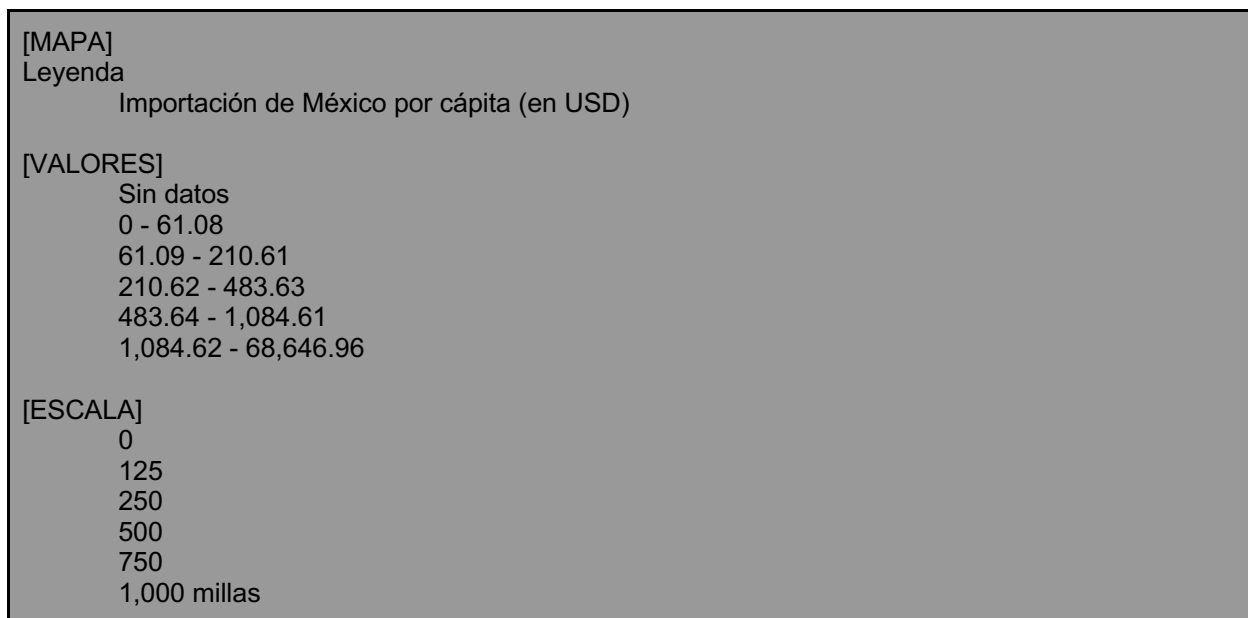 [MAPA]
Leyenda
Importación de México por cápita (en USD)
[VALORES]
Sin datos
0 - 61.08
61.09 - 210.61
210.62 - 483.63
483.64 - 1,084.61
1,084.62 - 68,646.96
[ESCALA]
0
125
250
500
750
1,000 millas